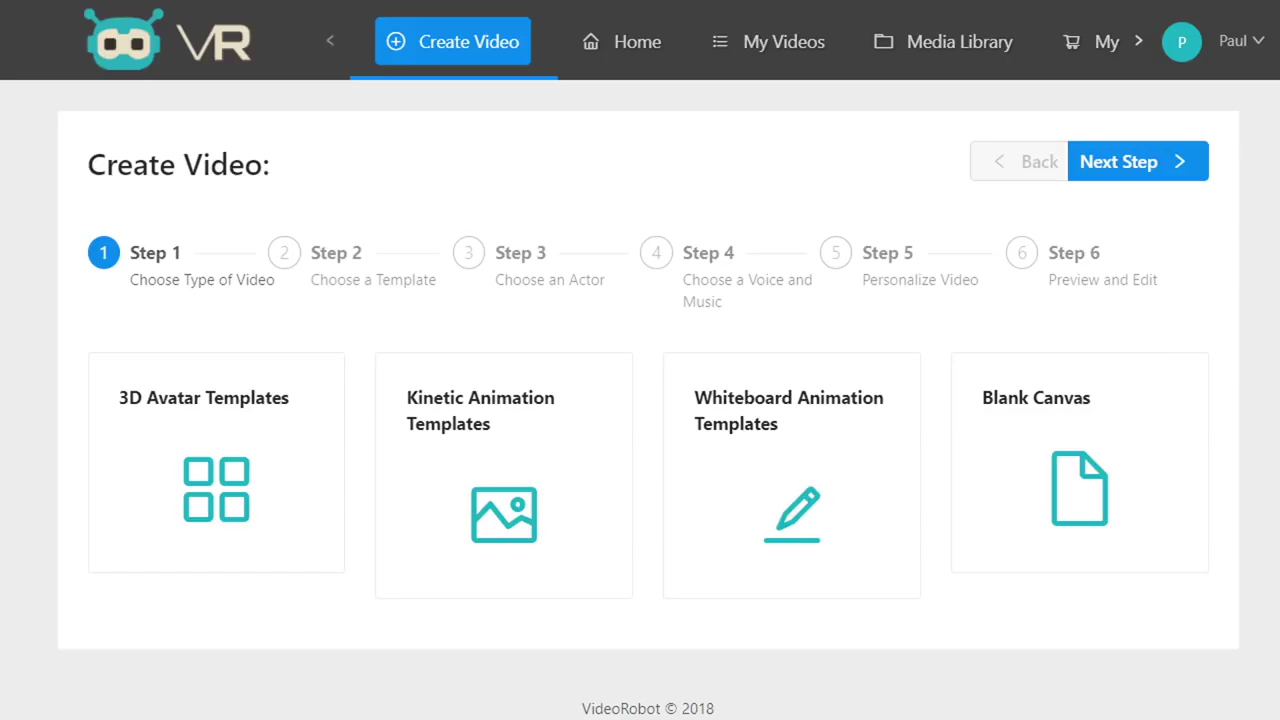 VR
Create Video
Home
My Videos
Media Library
My
P
Paul
Create Video:
Back
Next Step
1
Step 1
Choose Type of Video
2
Step 2
Choose a Template
3
Step 3
Choose an Actor
4
Step 4
Choose a Voice and
Music
5
Step 5
Personalize Video
6
Step 6
Preview and Edit
3D Avatar Templates
Kinetic Animation
Templates
Whiteboard Animation
Templates
Blank Canvas
VideoRobot © 2018